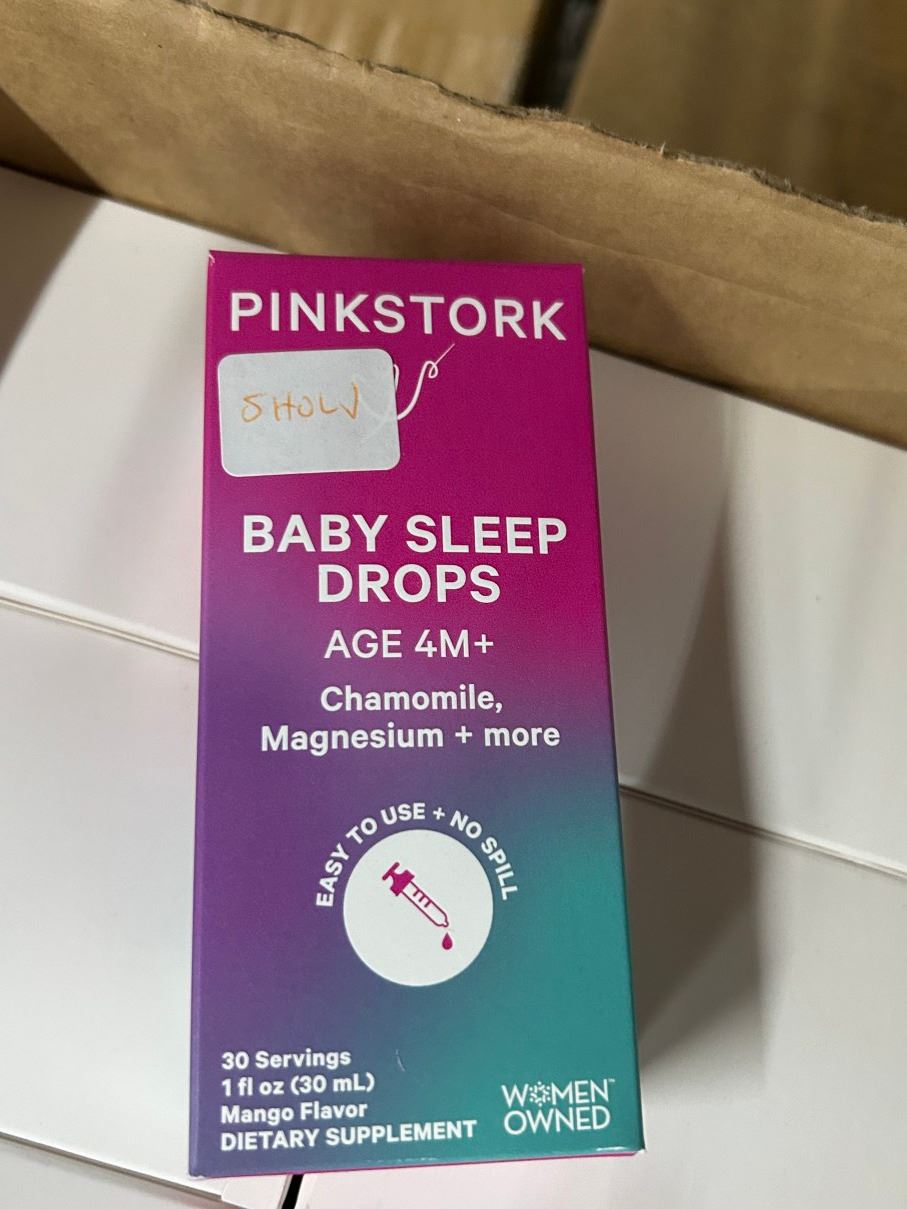 PINKSTORK
SHOW
BABY SLEEP
DROPS
AGE 4M+
Chamomile,
Magnesium + more
EASY TO USE + NO SPILL
30 Servings
1 fl oz (30 mL)
Mango Flavor
DIETARY SUPPLEMENT
WOMEN™
OWNED